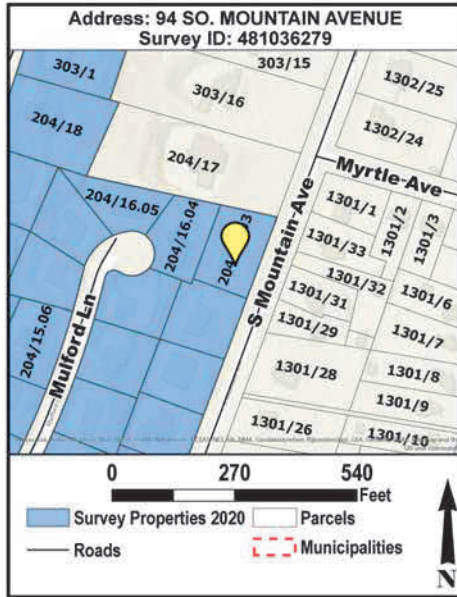 Address: 94 SO. MOUNTAIN AVENUE
Survey ID: 481036279
303/1
303/15
1302/25
303/16
204/18
1302/24
204/17
Myrtle Ave
204/16.05
204/16.04
1301/1
1301/2
1301/3
1301/33
S Mountain Ave
1301/32
1301/31
1301/6
1301/29
1301/7
204/15.06
Mulford Ln
1301/28
1301/8
1301/9
1301/26
1301/10
0 270 540
Feet
Survey Properties 2020 Parcels
Roads Municipalities
N